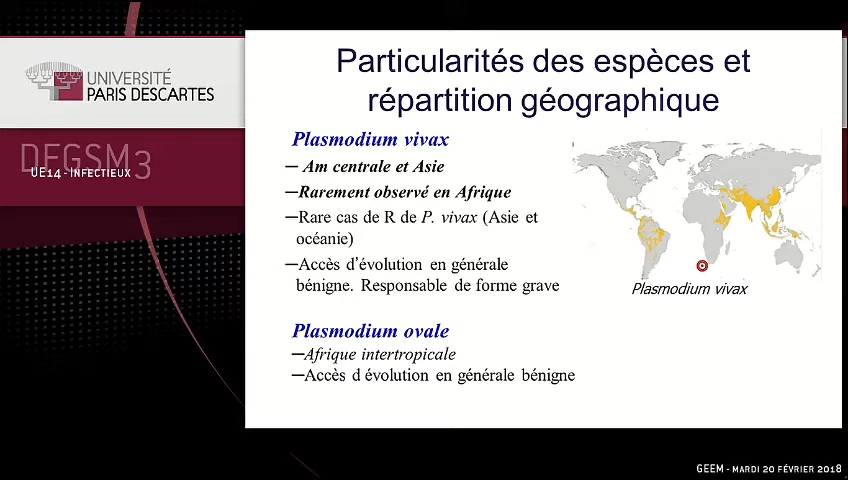 UNIVERSITÉ
PARIS DESCARTES
DFGSM3
UE14 - INFECTIEUX
Particularités des espèces et
répartition géographique
Plasmodium vivax
– Am centrale et Asie
–Rarement observé en Afrique
–Rare cas de R de P. vivax (Asie et
océanie)
–Accès d’évolution en générale
bénigne. Responsable de forme grave
Plasmodium vivax
Plasmodium ovale
–Afrique intertropicale
–Accès d évolution en générale bénigne
GEEM - MARDI 20 FÉVRIER 2018